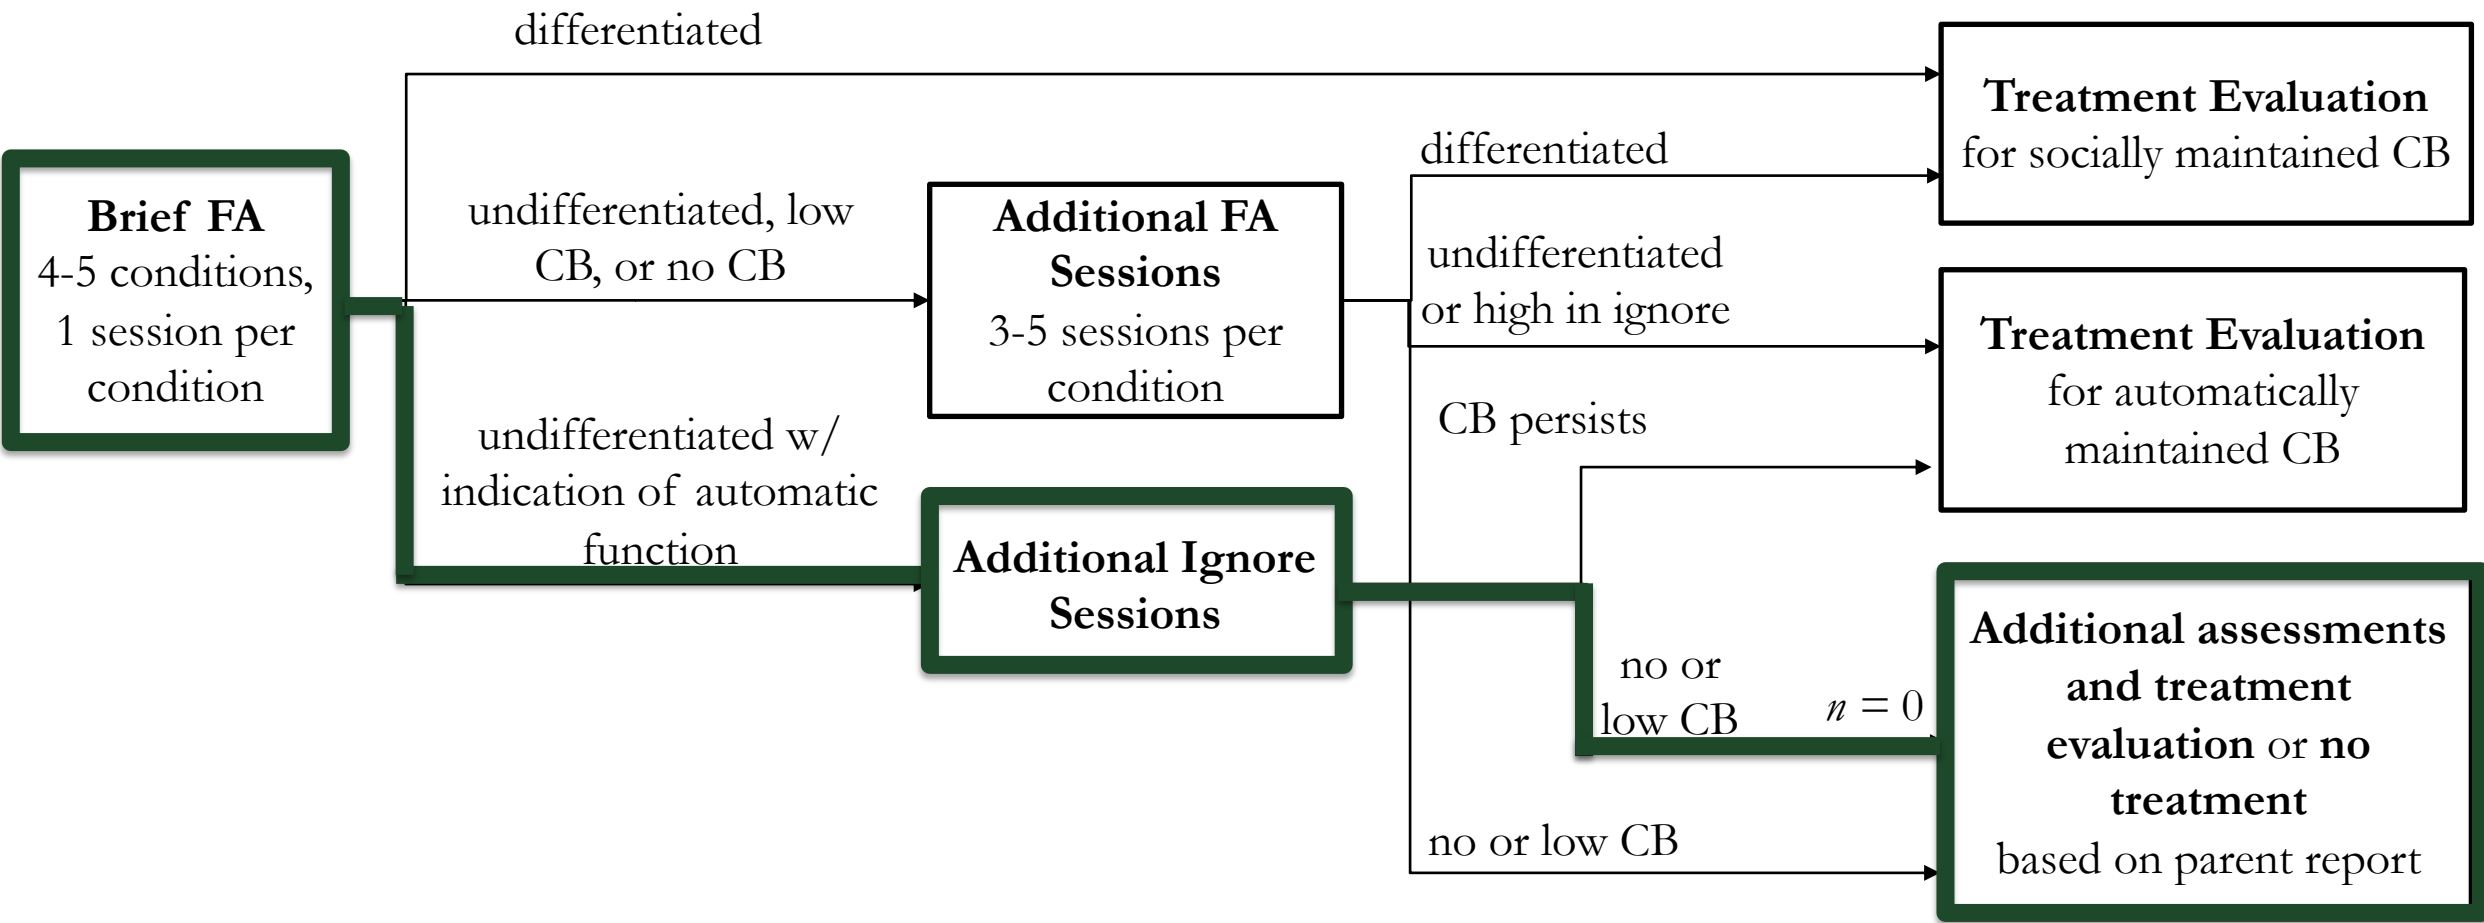 differentiated
Brief FA
4-5 conditions,
1 session per
condition
undifferentiated, low
CB, or no CB
undifferentiated w/
indication of automatic
function
Additional FA
Sessions
3-5 sessions per
condition
Additional Ignore
Sessions
differentiated
undifferentiated
or high in ignore
CB persists
no or
low CB
n = 0
no or low CB
Treatment Evaluation
for socially maintained CB
Treatment Evaluation
for automatically
maintained CB
Additional assessments
and treatment
evaluation or no
treatment
based on parent report